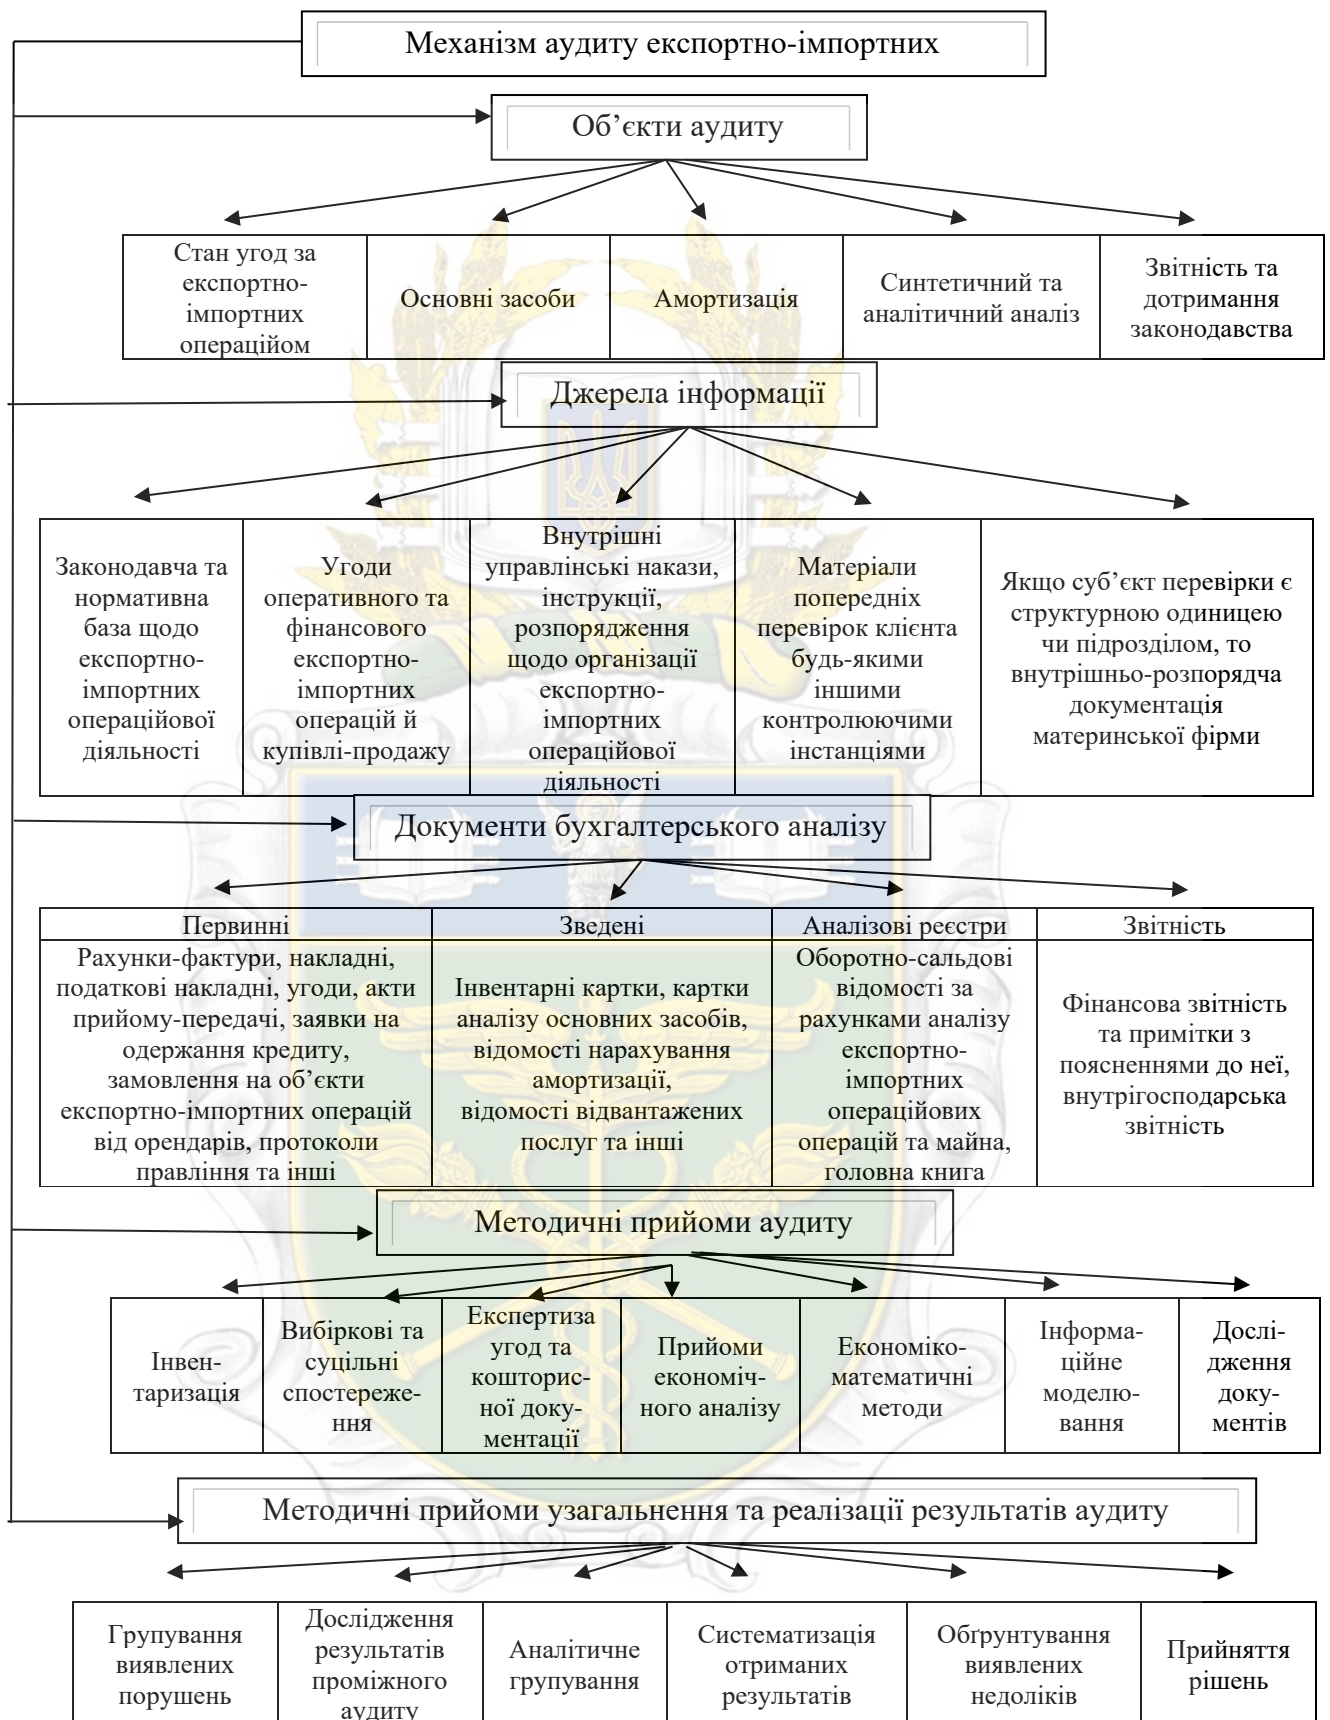 Механізм аудиту експортно-імпортних
Об’єкти аудиту
Стан угод за
експортно-
імпортних
операційом
Основні засоби
Амортизація
Синтетичний та
аналітичний аналіз
Звітність та
дотримання
законодавства
Джерела інформації
Законодавча та
нормативна
база щодо
експортно-
імпортних
операційової
діяльності
Угоди
оперативного та
фінансового
експортно-
імпортних
операцій й
купівлі-продажу
Внутрішні
управлінські накази,
інструкції,
розпорядження
щодо організації
експортно-
імпортних
операційової
діяльності
Матеріали
попередніх
перевірок клієнта
будь-якими
іншими
контролюючими
інстанціями
Якщо суб’єкт перевірки є
структурною одиницею
чи підрозділом, то
внутрішньо-розпорядча
документація
материнської фірми
Документи бухгалтерського аналізу
Первинні
Зведені
Аналізові реєстри
Звітність
Рахунки-фактури, накладні,
податкові накладні, угоди, акти
прийому-передачі, заявки на
одержання кредиту,
замовлення на об’єкти
експортно-імпортних операцій
від орендарів, протоколи
правління та інші
Інвентарні картки, картки
аналізу основних засобів,
відомості нарахування
амортизації,
відомості відвантажених
послуг та інші
Оборотно-сальдові
відомості за
рахунками аналізу
експортно-
імпортних
операційових
операцій та майна,
головна книга
Фінансова звітність
та примітки з
поясненнями до неї,
внутрігосподарська
звітність
Методичні прийоми аудиту
Інвен-
таризація
Вибіркові та
суцільні
спостереже-
ння
Експертиза
угод та
кошторис-
ної доку-
ментації
Прийоми
економіч-
ного аналізу
Економіко-
математичні
методи
Інформа-
ційне
моделю-
вання
Дослі-
дження
доку-
ментів
Методичні прийоми узагальнення та реалізації результатів аудиту
Групування
виявлених
порушень
Дослідження
результатів
проміжного
аудиту
Аналітичне
групування
Систематизація
отриманих
результатів
Обґрунтування
виявлених
недоліків
Прийняття
рішень